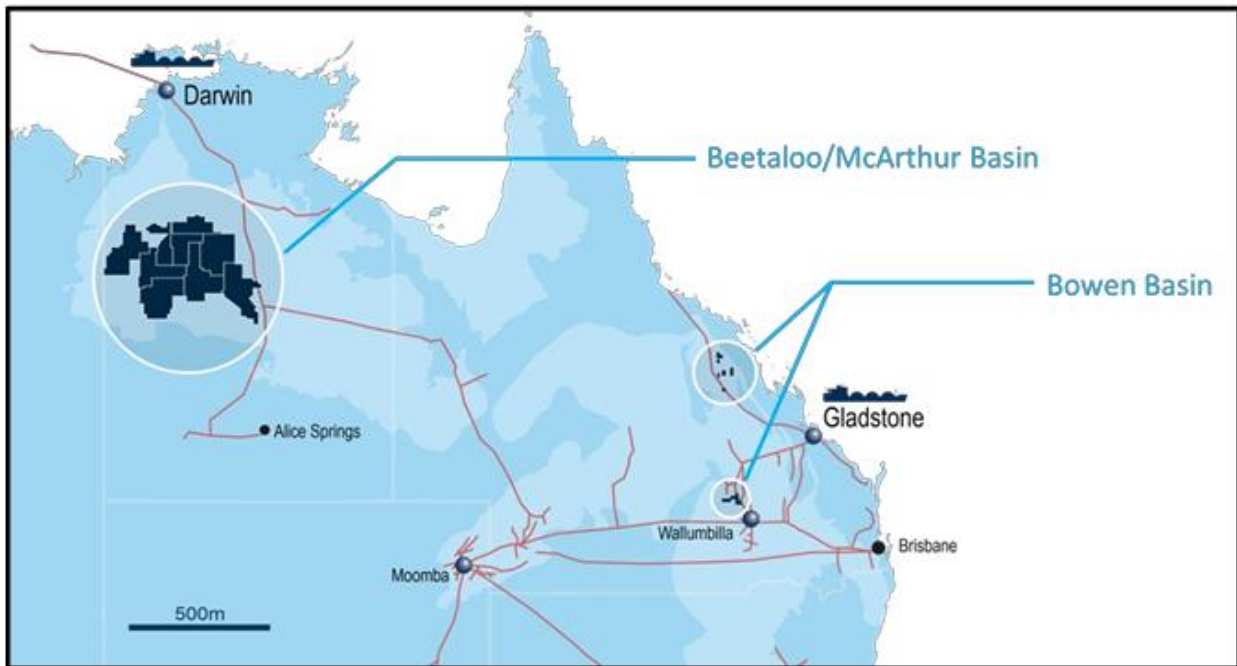 Darwin
Beetaloo/McArthur Basin
Bowen Basin
Gladstone
Alice Springs
Wallumbilla
Brisbane
Moomba
500m